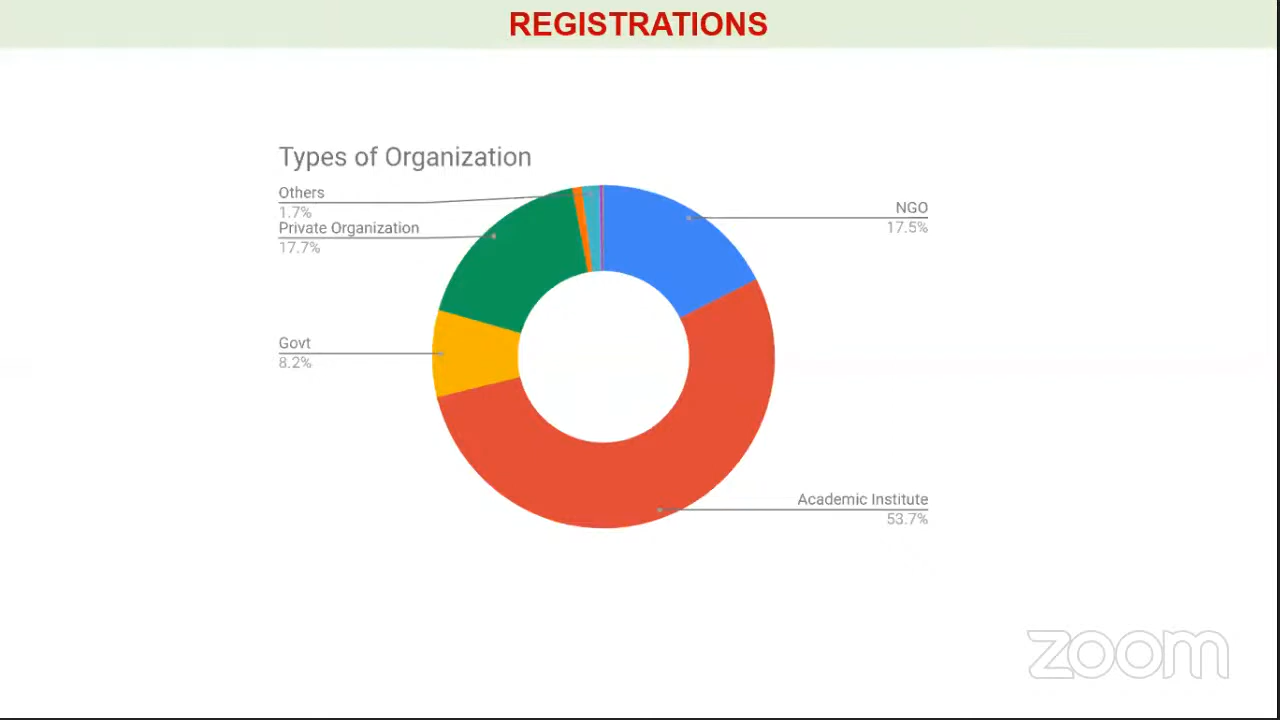 REGISTRATIONS
Types of Organization
Others
1.7%
Private Organization
17.7%
Govt
8.2%
NGO
17.5%
Academic Institute
53.7%
zoom